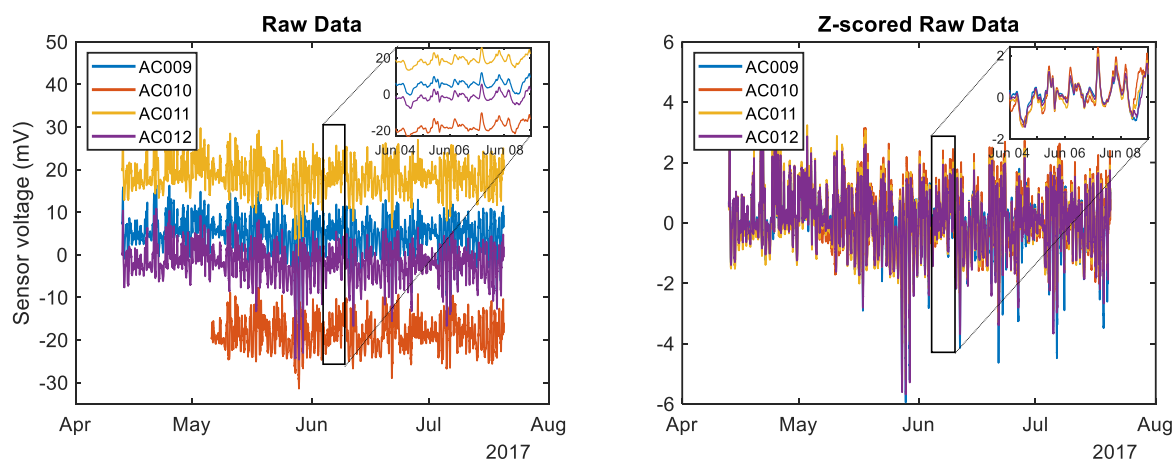 Raw Data
Sensor voltage (mV)
50
40
30
20
10
0
-10
-20
-30
AC009
AC010
AC011
AC012
20
0
-20
Jun 04 Jun 06 Jun 08
Apr May Jun Jul Aug
2017
Z-scored Raw Data
6
4
2
0
-2
-4
-6
AC009
AC010
AC011
AC012
2
0
-2
Jun 04 Jun 06 Jun 08
Apr May Jun Jul Aug
2017